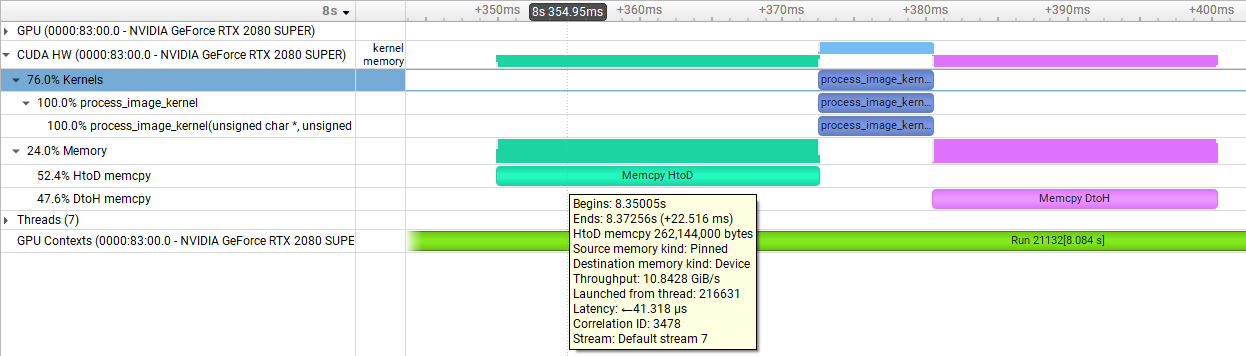 8s
+350ms
8s 354.95ms
+360ms
+370ms
+380ms
+390ms
+400ms
GPU (0000:83:00.0 - NVIDIA GeForce RTX 2080 SUPER)
CUDA HW (0000:83:00.0 - NVIDIA GeForce RTX 2080 SUPER)
kernel
memory
76.0% Kernels
process_image_kern...
100.0% process_image_kernel
process_image_kern...
100.0% process_image_kernel(unsigned char *, unsigned
process_image_kern...
24.0% Memory
52.4% HtoD memcpy
Memcpy HtoD
47.6% DtoH memcpy
Memcpy DtoH
Threads (7)
GPU Contexts (0000:83:00.0 - NVIDIA GeForce RTX 2080 SUPE
Run 21132[8.084 s]
Begins: 8.35005s
Ends: 8.37256s (+22.516 ms)
HtoD memcpy 262,144,000 bytes
Source memory kind: Pinned
Destination memory kind: Device
Throughput: 10.8428 GiB/s
Launched from thread: 216631
Latency: ←41.318 μs
Correlation ID: 3478
Stream: Default stream 7